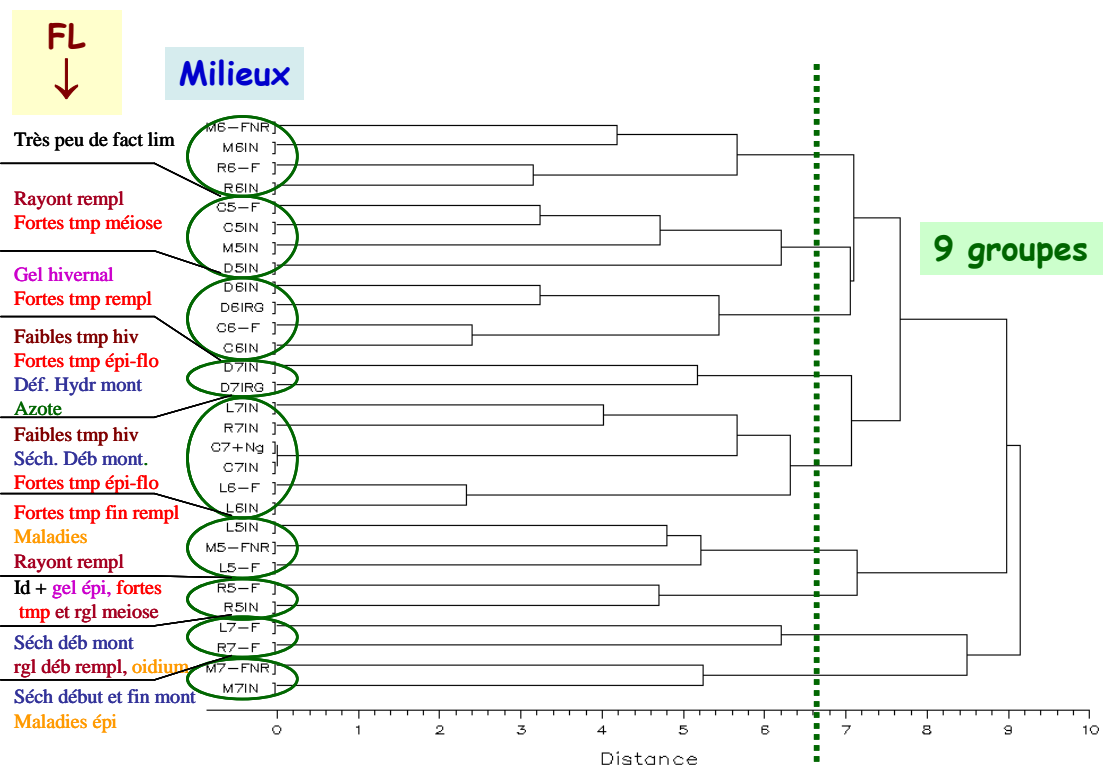 FL
↓
Milieux
9 groupes
Très peu de fact lim
Rayont rempl
Fortes tmp méiose
Gel hivernal
Fortes tmp rempl
Faibles tmp hiv
Fortes tmp épi-flo
Déf. Hydr mont
Azote
Faibles tmp hiv
Séch. Déb mont.
Fortes tmp épi-flo
Fortes tmp fin rempl
Maladies
Rayont rempl
Id + gel épi, fortes
tmp et rgl meiose
Séch déb mont
rgl déb rempl, oidium
Séch début et fin mont
Maladies épi
M6-FNR]
M6IN ]
R6-F ]
R6IN ]
C5-F ]
C5IN ]
M5IN ]
D5IN ]
D6IN ]
D6IRG ]
C6-F ]
C6IN ]
D7IN ]
D7IRG ]
L7IN ]
R7IN ]
C7+Ng ]
C7IN ]
L6-F ]
L6IN ]
L5IN ]
M5-FNR]
L5-F ]
R5-F ]
R5IN ]
L7-F ]
R7-F ]
M7-FNR]
M7IN ]
0 1 2 3 4 5 6 7 8 9 10
Distance